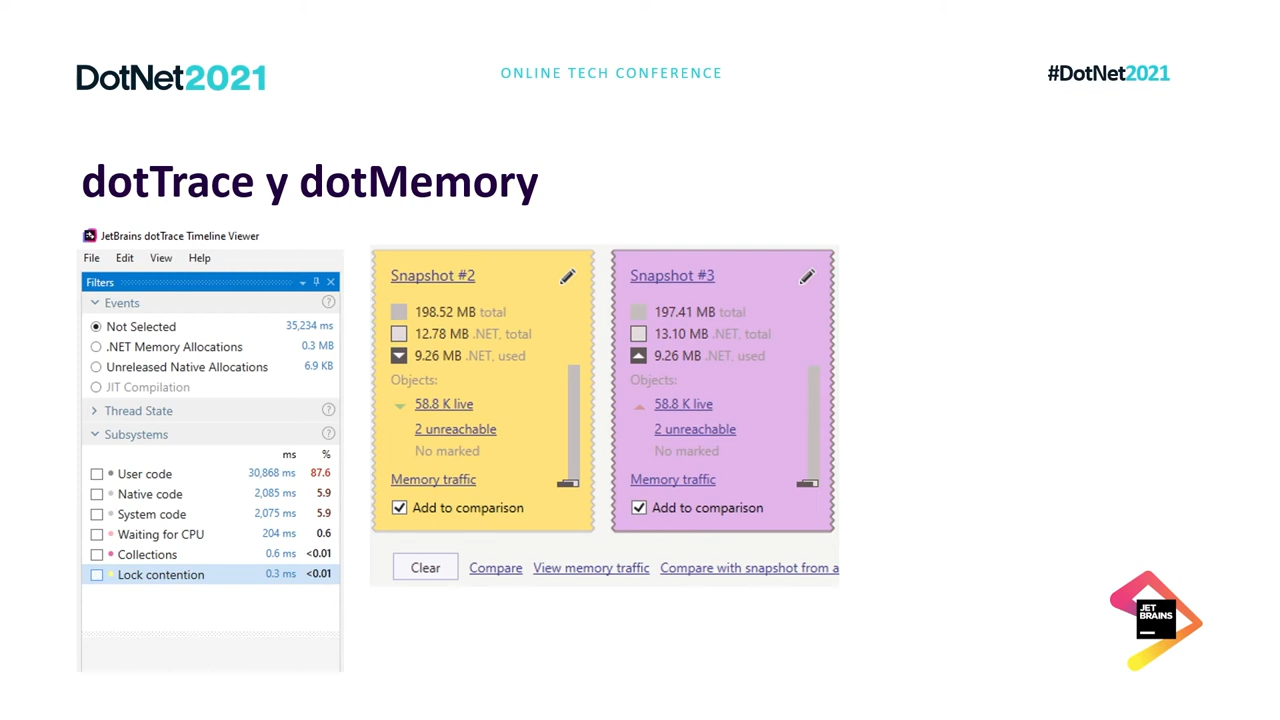 DotNet2021
ONLINE TECH CONFERENCE
#DotNet2021
dotTrace y dotMemory
JetBrains dotTrace Timeline Viewer
File Edit View Help
Filters
Events
Not Selected 35,234 ms
.NET Memory Allocations 0.3 MB
Unreleased Native Allocations 6.9 KB
JIT Compilation
Thread State
Subsystems
ms %
User code 30,868 ms 87.6
Native code 2,085 ms 5.9
System code 2,075 ms 5.9
Waiting for CPU 204 ms 0.6
Collections 0.6 ms <0.01
Lock contention 0.3 ms <0.01
Snapshot #2
198.52 MB total
12.78 MB .NET, total
9.26 MB .NET, used
Objects:
58.8 K live
2 unreachable
No marked
Memory traffic
Add to comparison
Snapshot #3
197.41 MB total
13.10 MB .NET, total
9.26 MB .NET, used
Objects:
58.8 K live
2 unreachable
No marked
Memory traffic
Add to comparison
Clear Compare View memory traffic Compare with snapshot from a
JET
BRAINS